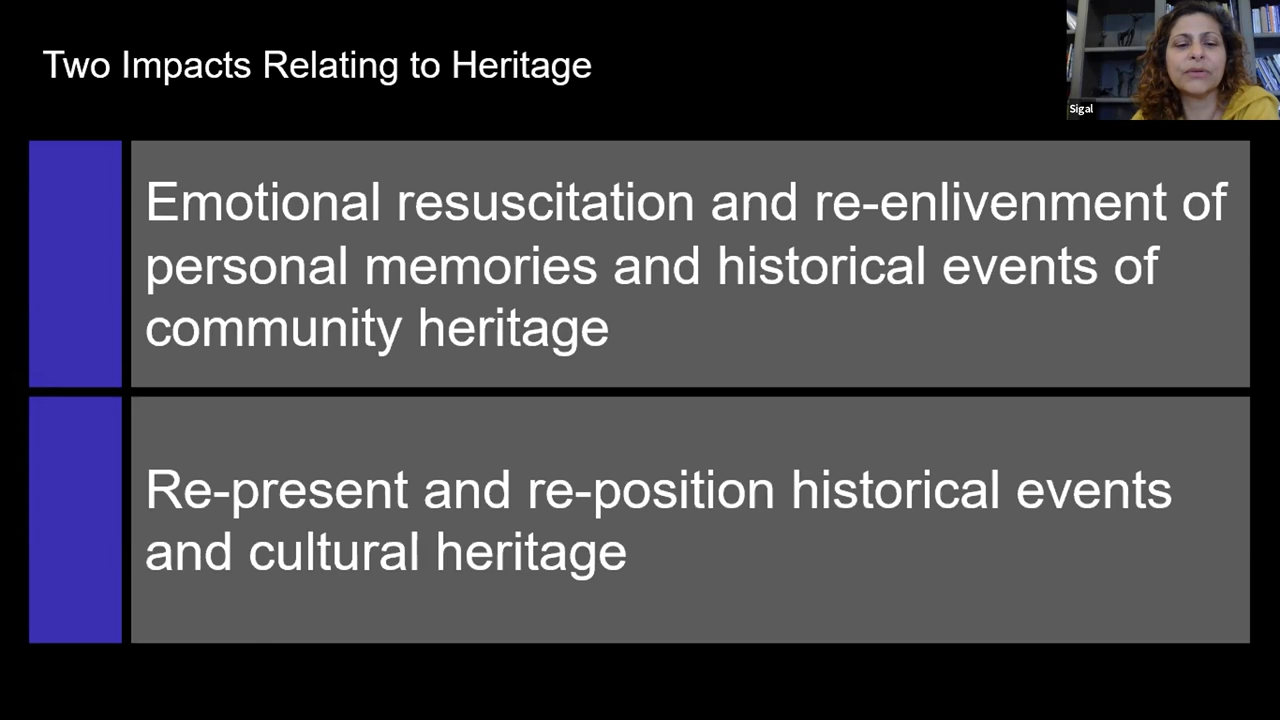 Two Impacts Relating to Heritage
Sigal
Emotional resuscitation and re-enlivenment of
personal memories and historical events of
community heritage
Re-present and re-position historical events
and cultural heritage